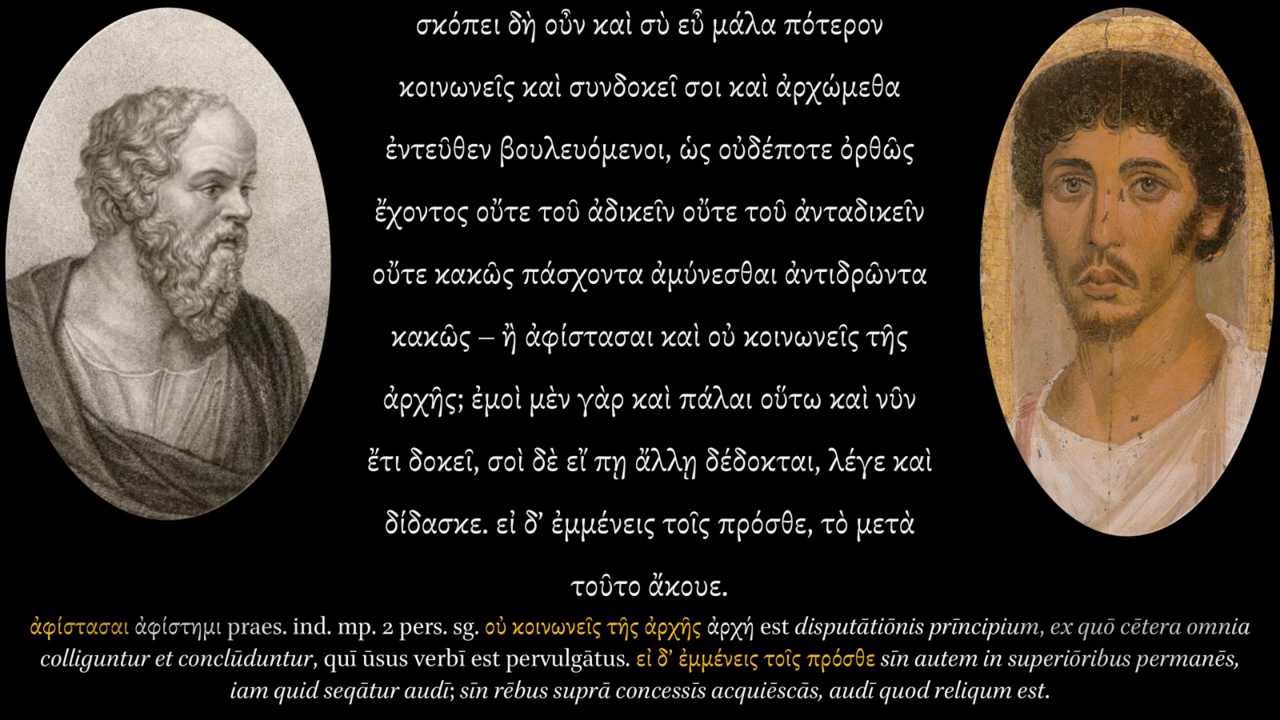 σκόπει δὴ οὖν καὶ σὺ εὖ μάλα πότερον
κοινωνεῖς καὶ συνδοκεῖ σοι καὶ ἀρχώμεθα
ἐντεῦθεν βουλευόμενοι, ὡς οὐδέποτε ὀρθῶς
ἔχοντος οὔτε τοῦ ἀδικεῖν οὔτε τοῦ ἀνταδικεῖν
οὔτε κακῶς πάσχοντα ἀμύνεσθαι ἀντιδρῶντα
κακῶς – ἢ ἀφίστασαι καὶ οὐ κοινωνεῖς τῆς
ἀρχῆς; ἐμοὶ μὲν γὰρ καὶ πάλαι οὕτω καὶ νῦν
ἔτι δοκεῖ, σοὶ δὲ εἴ πῃ ἄλλῃ δέδοκται, λέγε καὶ
δίδασκε. εἰ δ’ ἐμμένεις τοῖς πρόσθε, τὸ μετὰ
τοῦτο ἄκουε.
ἀφίστασαι ἀφίστημι praes. ind. mp. 2 pers. sg. οὐ κοινωνεῖς τῆς ἀρχῆς ἀρχή est disputātiōnis prīncipium, ex quō cētera omnia
colliguntur et conclūduntur, quī ūsus verbī est pervulgātus. εἰ δ’ ἐμμένεις τοῖς πρόσθε sīn autem in superiōribus permanēs,
iam quid seqātur audī; sīn rēbus suprā concessīs acquiēscās, audī quod reliqum est.